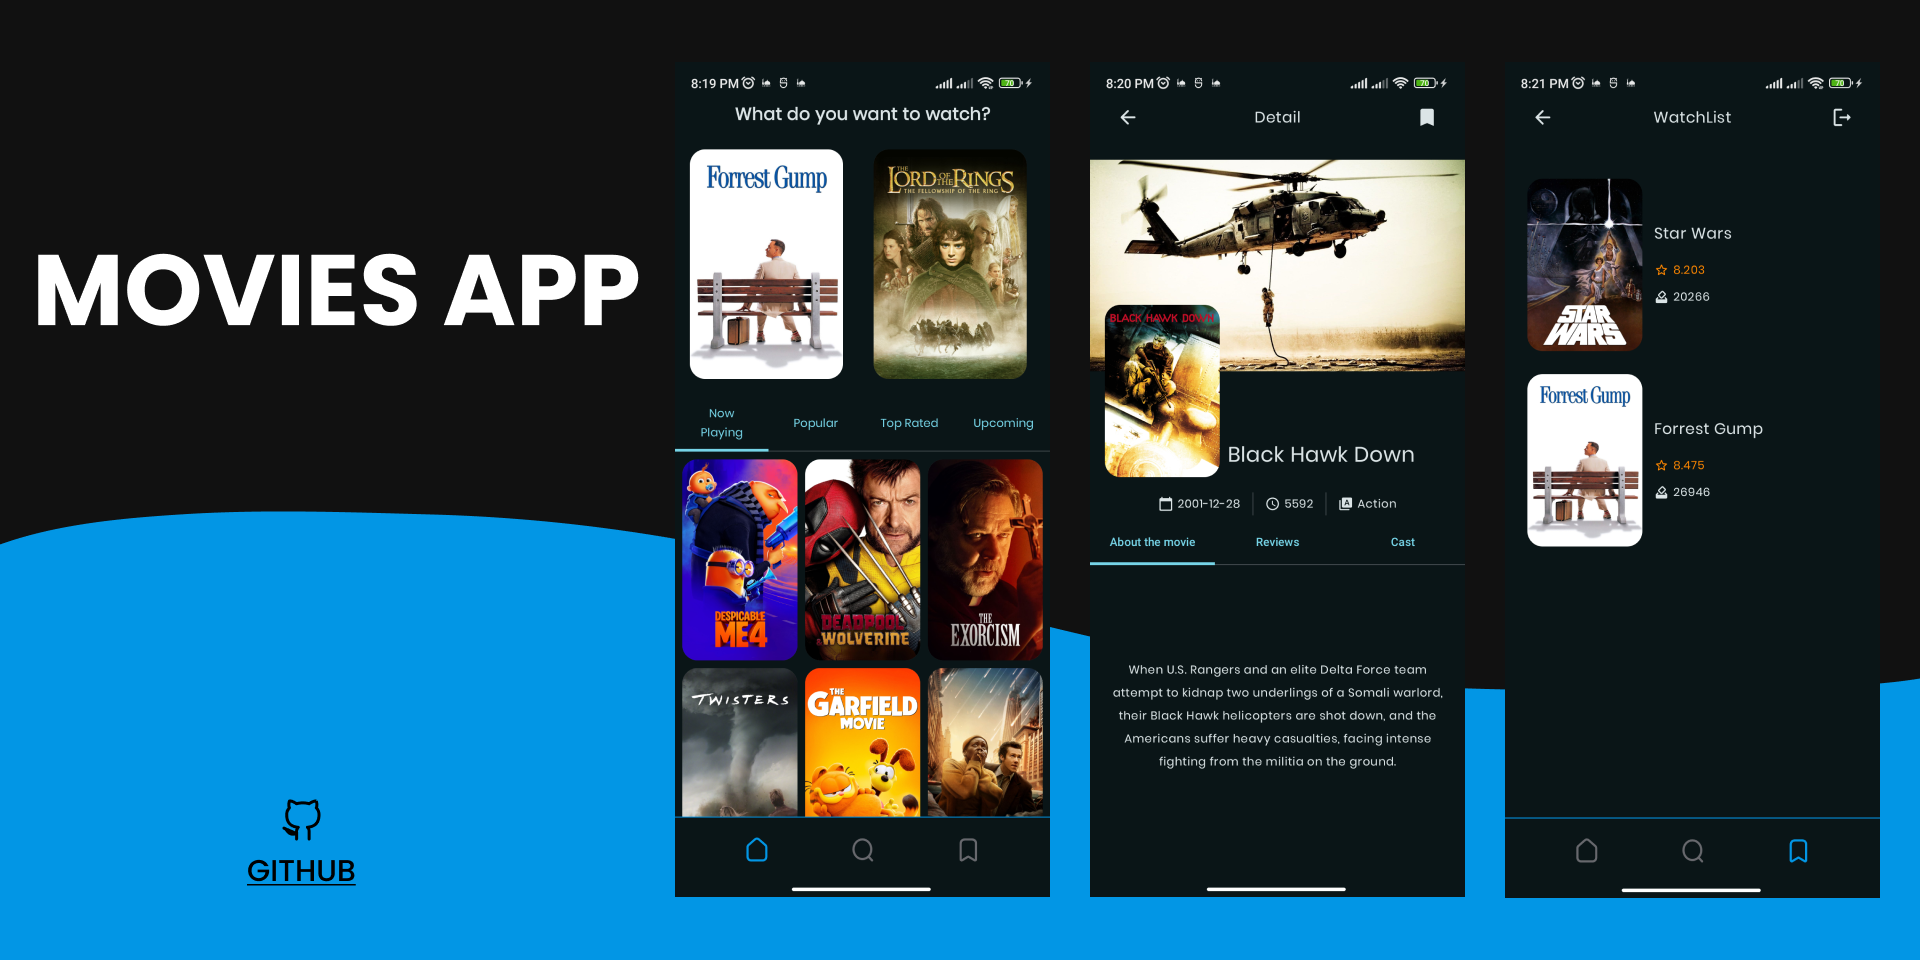 MOVIES APP
GITHUB
8:19 PM
70
What do you want to watch?
Forrest Gump
THE
LORD OF THE RINGS
THE FELLOWSHIP OF THE RING
Now
Playing
Popular
Top Rated
Upcoming
DESPICABLE
ME4
DEADPOOL
& WOLVERINE
THE
EXORCISM
TWISTERS
THE
GARFIELD
MOVIE
8:20 PM
70
Detail
BLACK HAWK DOWN
Black Hawk Down
2001-12-28
5592
Action
About the movie
Reviews
Cast
When U.S. Rangers and an elite Delta Force team
attempt to kidnap two underlings of a Somali warlord,
their Black Hawk helicopters are shot down, and the
Americans suffer heavy casualties, facing intense
fighting from the militia on the ground.
8:21 PM
70
WatchList
STAR
WARS
Star Wars
8.203
20266
Forrest Gump
Forrest Gump
8.475
26946